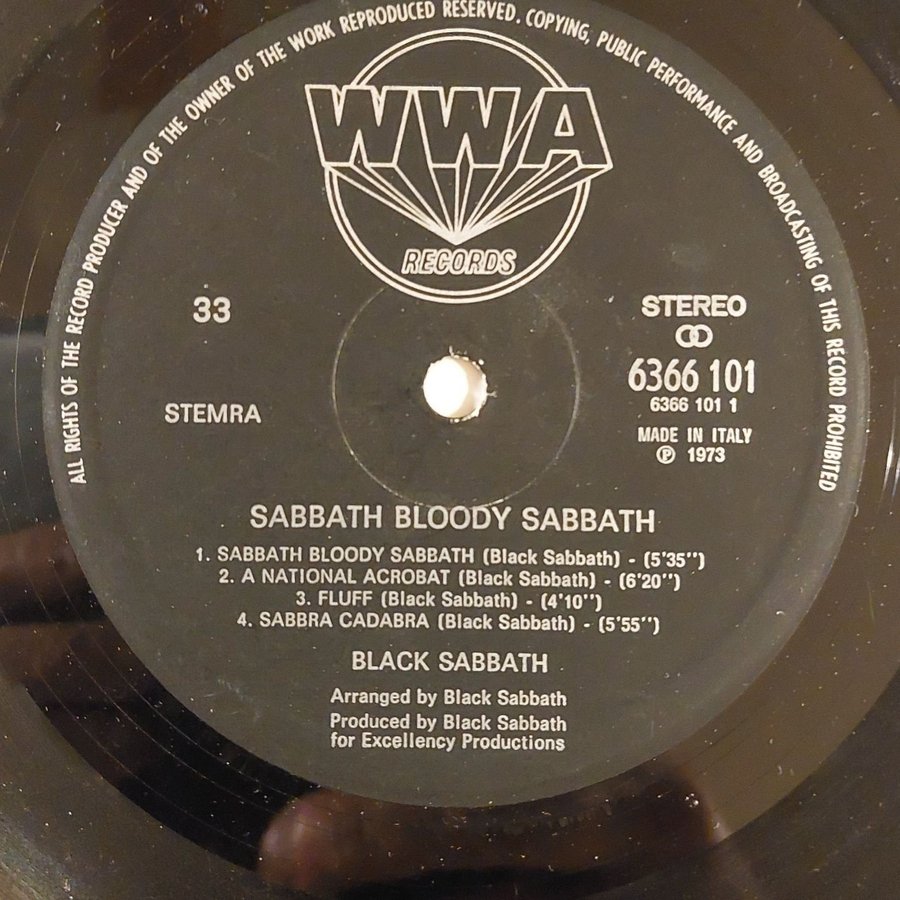 ALL RIGHTS OF THE RECORD PRODUCER AND OF THE OWNER OF THE WORK REPRODUCED RESERVED. COPYING, PUBLIC PERFORMANCE AND BROADCASTING OF THIS RECORD PROHIBITED
WWA
RECORDS
33
STEREO
6366 101
6366 101 1
STEMRA
MADE IN ITALY
℗ 1973
SABBATH BLOODY SABBATH
1. SABBATH BLOODY SABBATH (Black Sabbath) - (5'35'')
2. A NATIONAL ACROBAT (Black Sabbath) - (6'20'')
3. FLUFF (Black Sabbath) - (4'10'')
4. SABBRA CADABRA (Black Sabbath) - (5'55'')
BLACK SABBATH
Arranged by Black Sabbath
Produced by Black Sabbath
for Excellency Productions